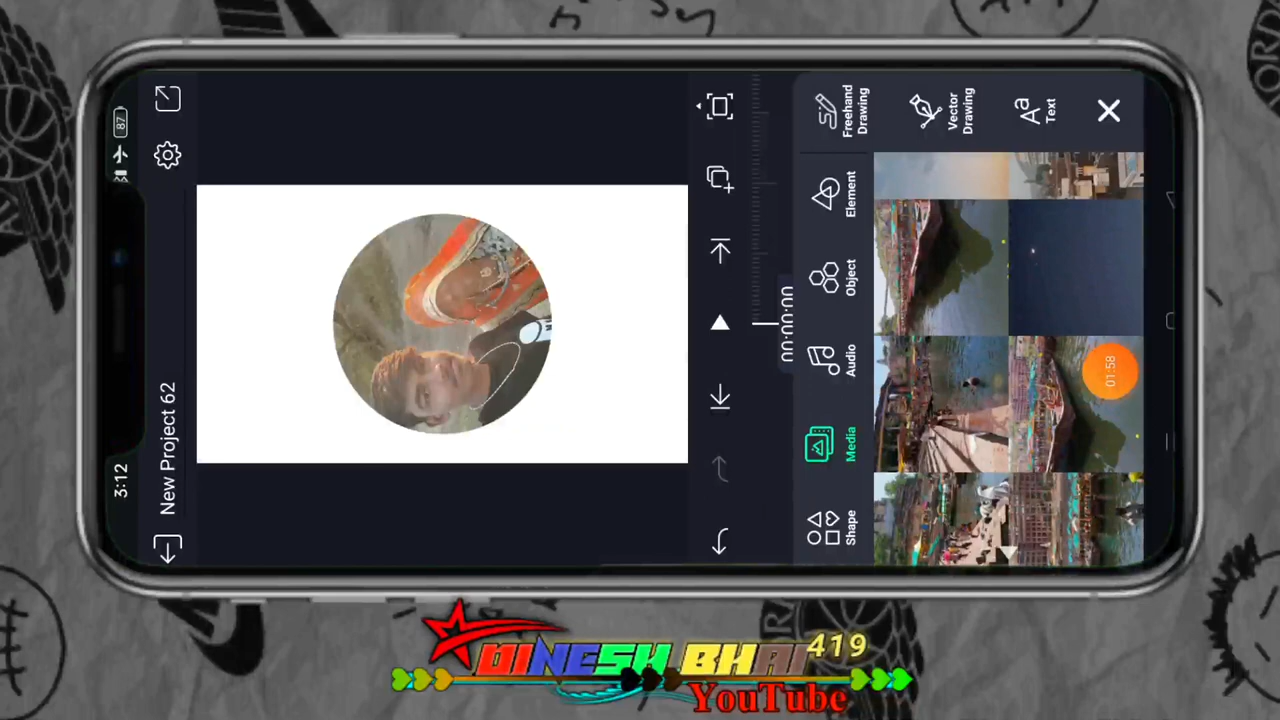 3:12
87
New Project 62
00:00:00
Shape
Media
Audio
Object
Element
Freehand
Drawing
Vector
Drawing
Aa
Text
01:58
DINESH BHAI 419
YouTube